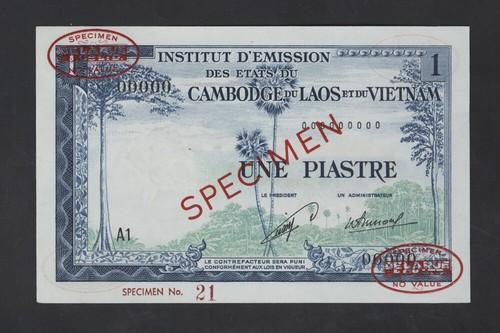 SPECIMEN
1
00000
INSTITUT D'EMISSION
DES ETATS DU
CAMBODGE DU LAOS ET DU VIETNAM
1
000000000
SPECIMEN
UNE PIASTRE
LE PRÉSIDENT UN ADMINISTRATEUR
A1
LE CONTREFACTEUR SERA PUNI
CONFORMÉMENT AUX LOIS EN VIGUEUR
00000
SPECIMEN
NO VALUE
SPECIMEN No. 21